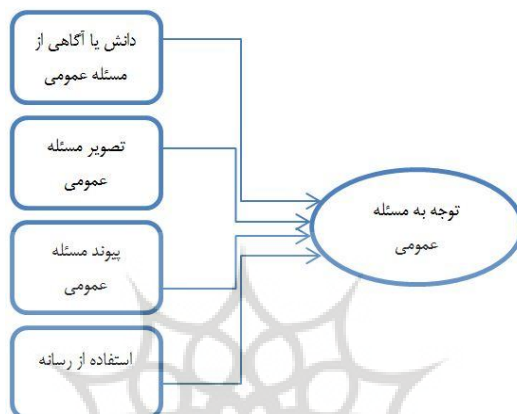 دانش یا آگاهی از
مسئله عمومی
تصویر مسئله
عمومی
پیوند مسئله
عمومی
استفاده از رسانه
توجه به مسئله
عمومی